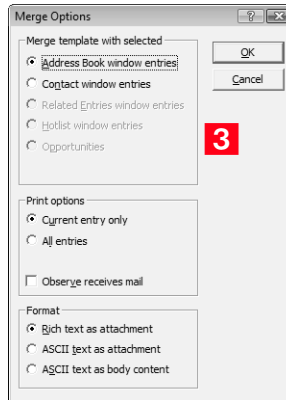 Merge Options
Merge template with selected
Address Book window entries
Contact window entries
Related Entries window entries
Hotlist window entries
Opportunities
OK
Cancel
3
Print options
Current entry only
All entries
Observe receives mail
Format
Rich text as attachment
ASCII text as attachment
ASCII text as body content